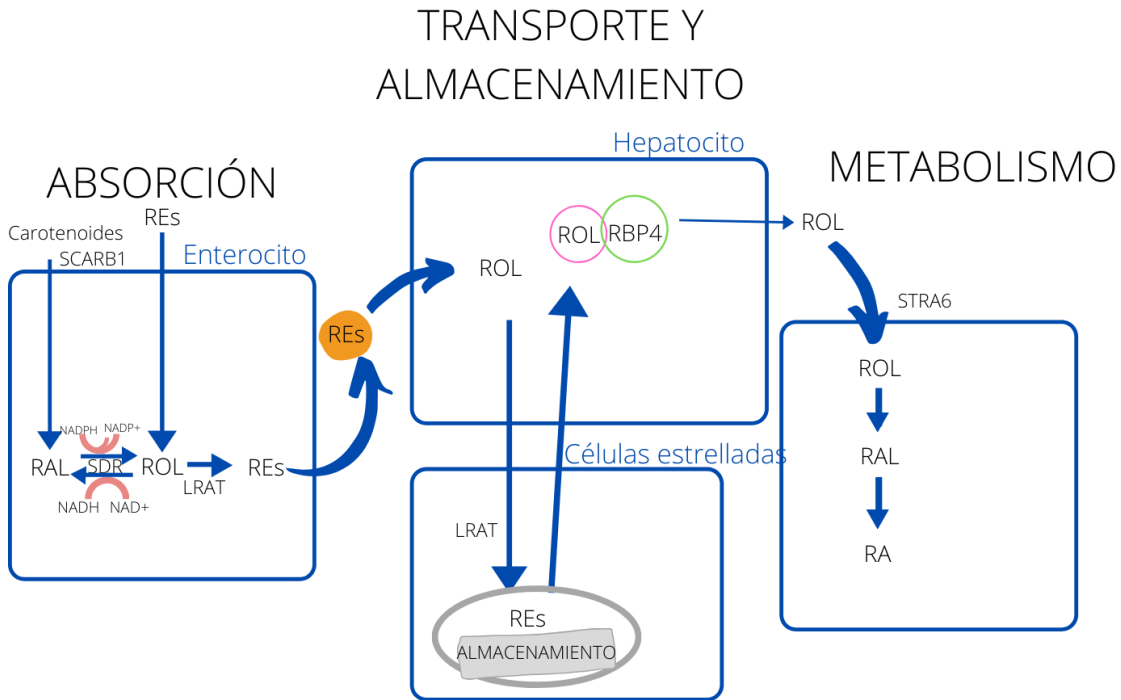 TRANSPORTE Y
ALMACENAMIENTO
ABSORCIÓN
REs
Carotenoides
SCARB1
Enterocito
NADPH
NADP+
RAL
SDR
ROL
LRAT
REs
NADH
NAD+
REs
Hepatocito
ROL
ROL
RBP4
Células estrelladas
LRAT
REs
ALMACENAMIENTO
METABOLISMO
ROL
STRA6
ROL
RAL
RA